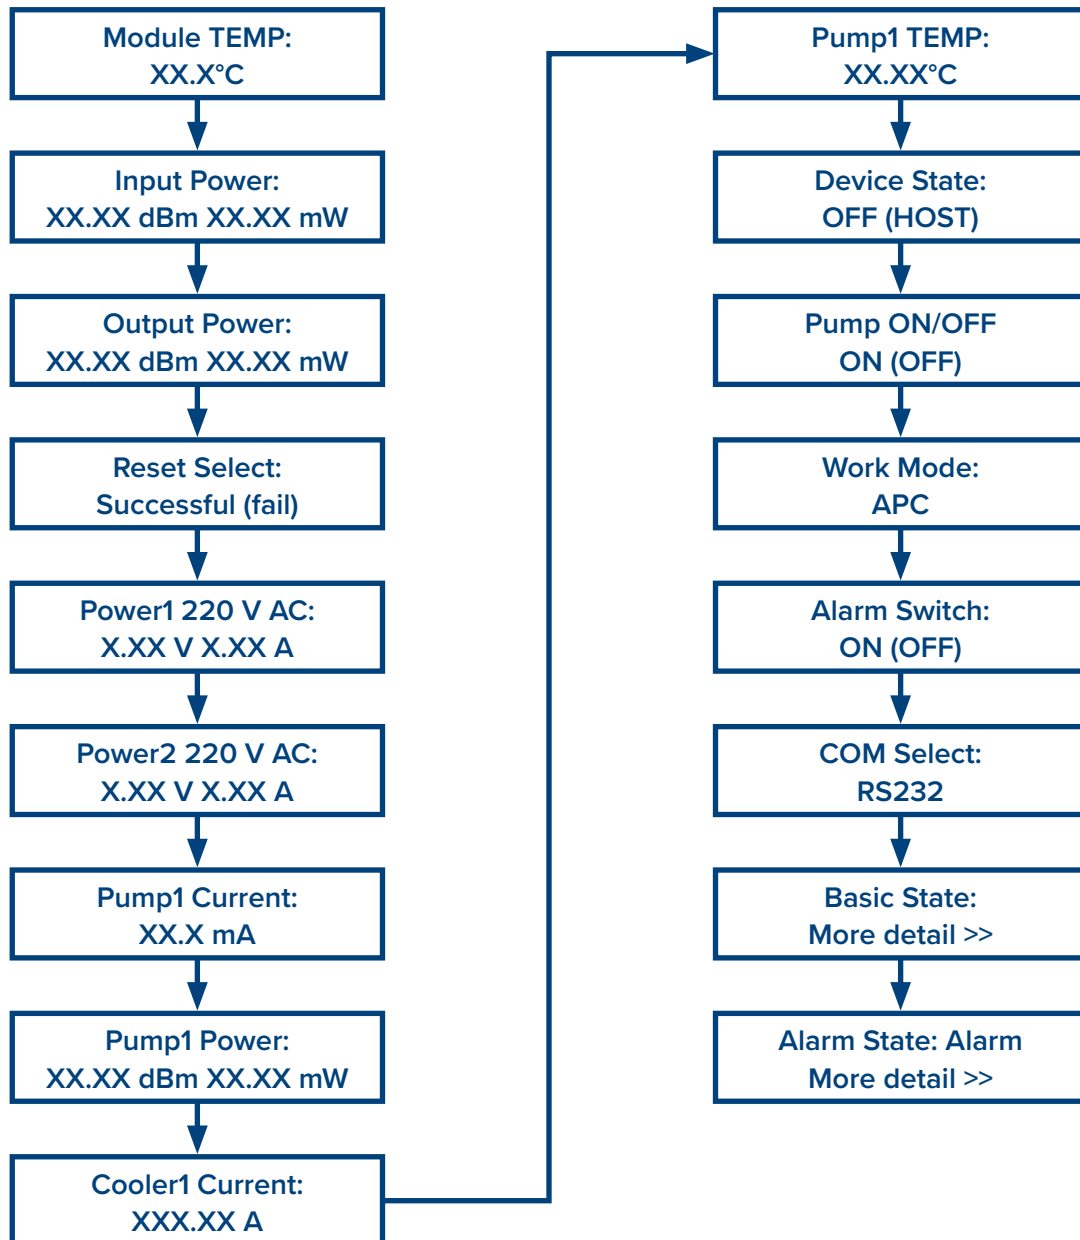 Module TEMP:
XX.X°C
Input Power:
XX.XX dBm XX.XX mW
Output Power:
XX.XX dBm XX.XX mW
Reset Select:
Successful (fail)
Power1 220 V AC:
X.XX V X.XX A
Power2 220 V AC:
X.XX V X.XX A
Pump1 Current:
XX.X mA
Pump1 Power:
XX.XX dBm XX.XX mW
Cooler1 Current:
XXX.XX A
Pump1 TEMP:
XX.XX°C
Device State:
OFF (HOST)
Pump ON/OFF
ON (OFF)
Work Mode:
APC
Alarm Switch:
ON (OFF)
COM Select:
RS232
Basic State:
More detail >>
Alarm State: Alarm
More detail >>